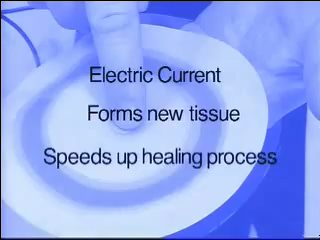 Electric Current
Forms new tissue
Speeds up healing process